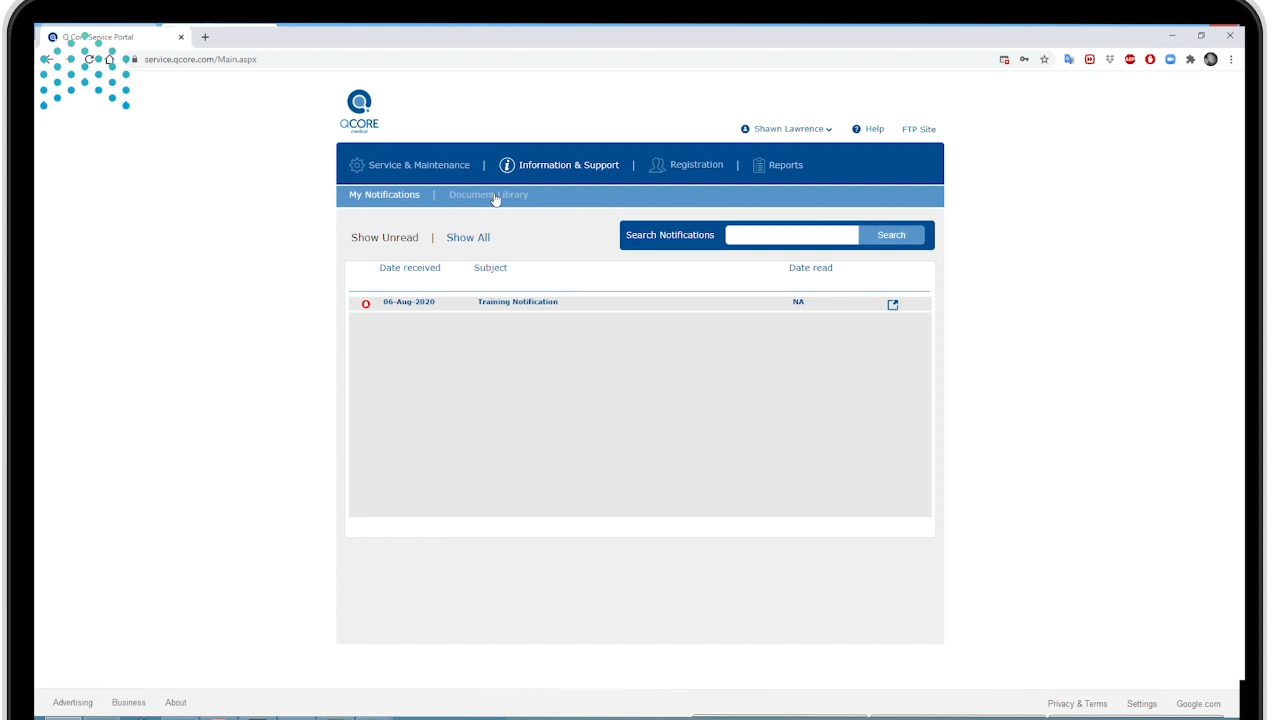 Q Core Service Portal
service.qcore.com/Main.aspx
QCORE
medical
Shawn Lawrence
Help
FTP Site
Service & Maintenance | Information & Support | Registration | Reports
My Notifications | Document Library
Show Unread | Show All
Search Notifications
Search
Date received Subject Date read
06-Aug-2020 Training Notification NA
Advertising Business About
Privacy & Terms Settings Google.com